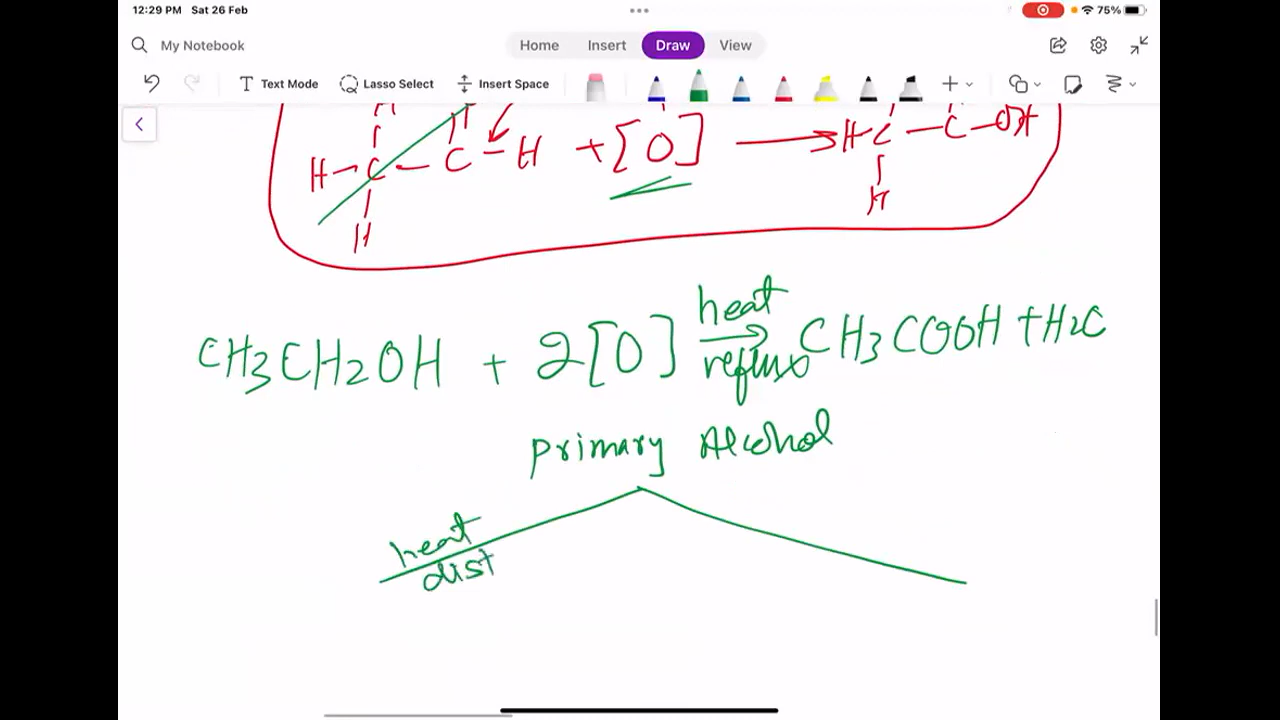 12:29 PM Sat 26 Feb
75%
My Notebook
Home Insert Draw View
Text Mode Lasso Select Insert Space
H-C-C-H + [O] → H-C-C-OH
H H
CH3CH2OH + 2[O] heat reflux CH3COOH + H2O
Primary Alcohol
heat
dist